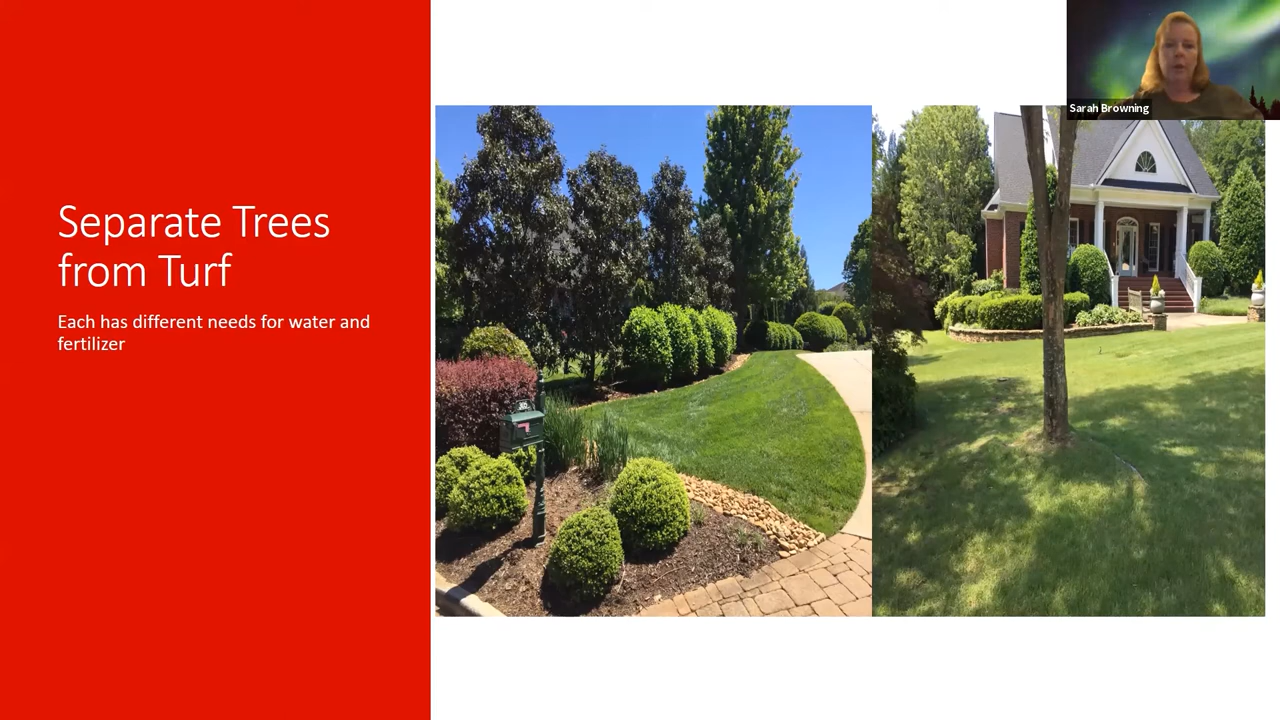 Separate Trees
from Turf
Each has different needs for water and
fertilizer
Sarah Browning